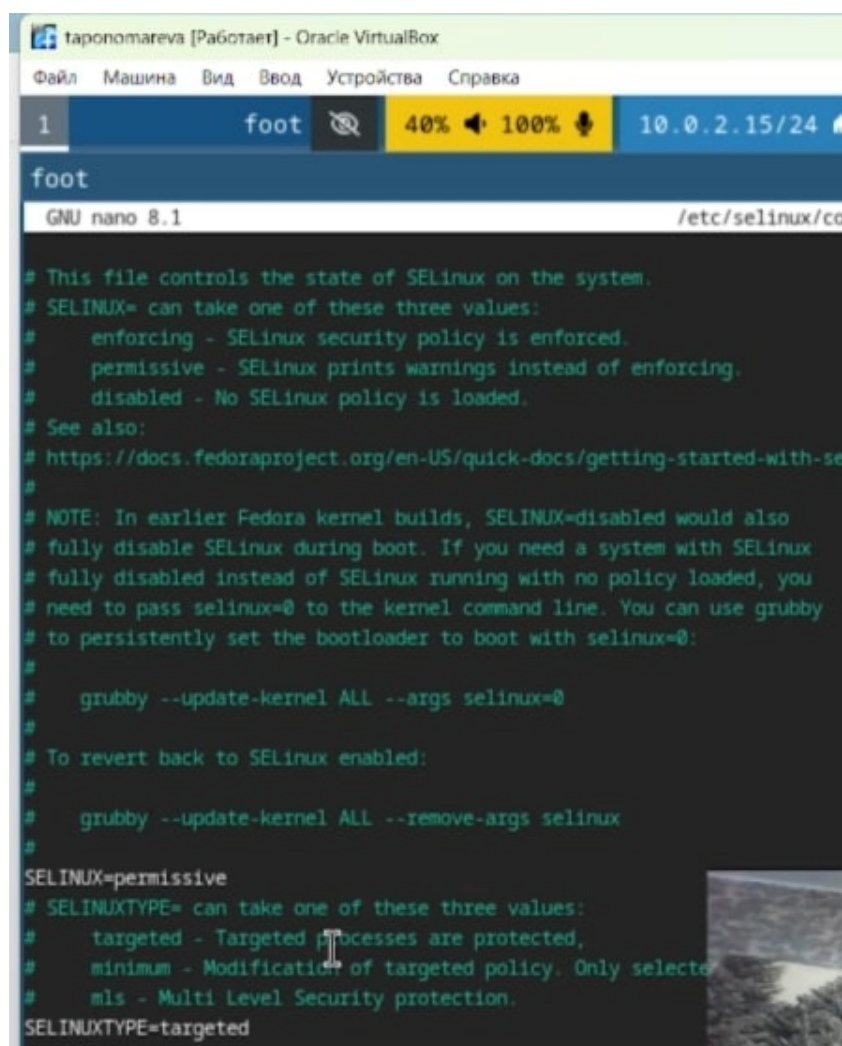 taponomareva [Работает] - Oracle VirtualBox
Файл Машина Вид Ввод Устройства Справка
1 foot 40% 100% 10.0.2.15/24
foot
GNU nano 8.1 /etc/selinux/co
# This file controls the state of SELinux on the system.
# SELINUX= can take one of these three values:
# enforcing - SELinux security policy is enforced.
# permissive - SELinux prints warnings instead of enforcing.
# disabled - No SELinux policy is loaded.
# See also:
# https://docs.fedoraproject.org/en-US/quick-docs/getting-started-with-se
#
# NOTE: In earlier Fedora kernel builds, SELINUX=disabled would also
# fully disable SELinux during boot. If you need a system with SELinux
# fully disabled instead of SELinux running with no policy loaded, you
# need to pass selinux=0 to the kernel command line. You can use grubby
# to persistently set the bootloader to boot with selinux=0:
#
# grubby --update-kernel ALL --args selinux=0
#
# To revert back to SELinux enabled:
#
# grubby --update-kernel ALL --remove-args selinux
#
SELINUX=permissive
# SELINUXTYPE= can take one of these three values:
# targeted - Targeted processes are protected,
# minimum - Modification of targeted policy. Only selecte
# mls - Multi Level Security protection.
SELINUXTYPE=targeted